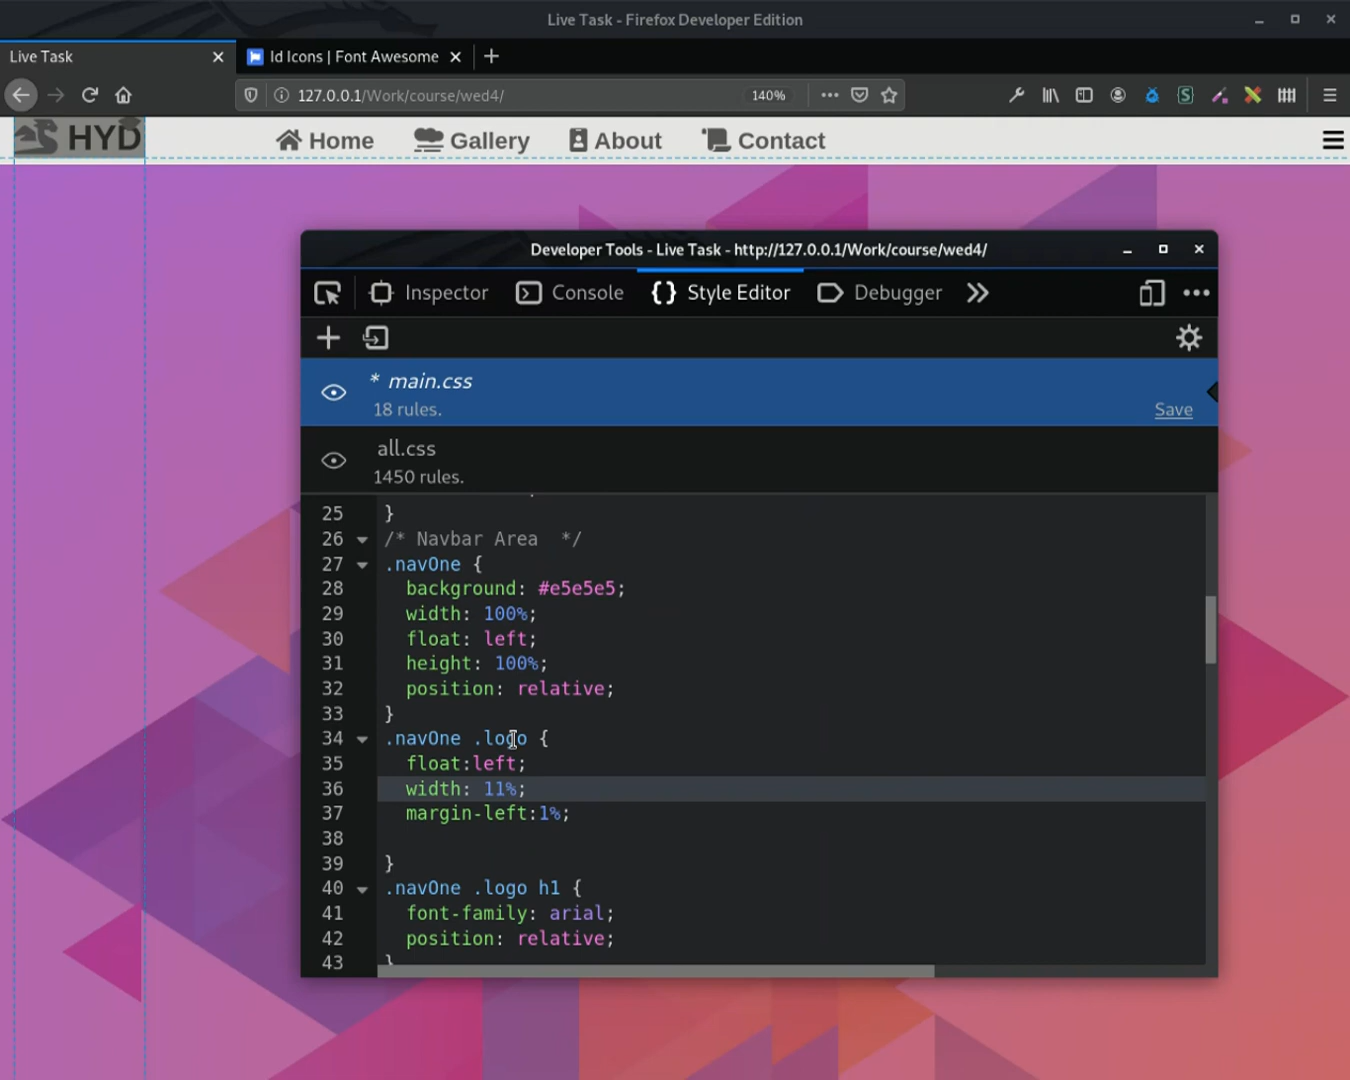 Live Task - Firefox Developer Edition
Live Task
Id Icons | Font Awesome
127.0.0.1/Work/course/wed4/
140%
HYD
Home
Gallery
About
Contact
Developer Tools - Live Task - http://127.0.0.1/Work/course/wed4/
Inspector
Console
{} Style Editor
Debugger
* main.css
18 rules.
Save
all.css
1450 rules.
25 }
26 /* Navbar Area  */
27 .navOne {
28 background: #e5e5e5;
29 width: 100%;
30 float: left;
31 height: 100%;
32 position: relative;
33 }
34 .navOne .logo {
35 float:left;
36 width: 11%;
37 margin-left:1%;
38
39 }
40 .navOne .logo h1 {
41 font-family: arial;
42 position: relative;
43 }